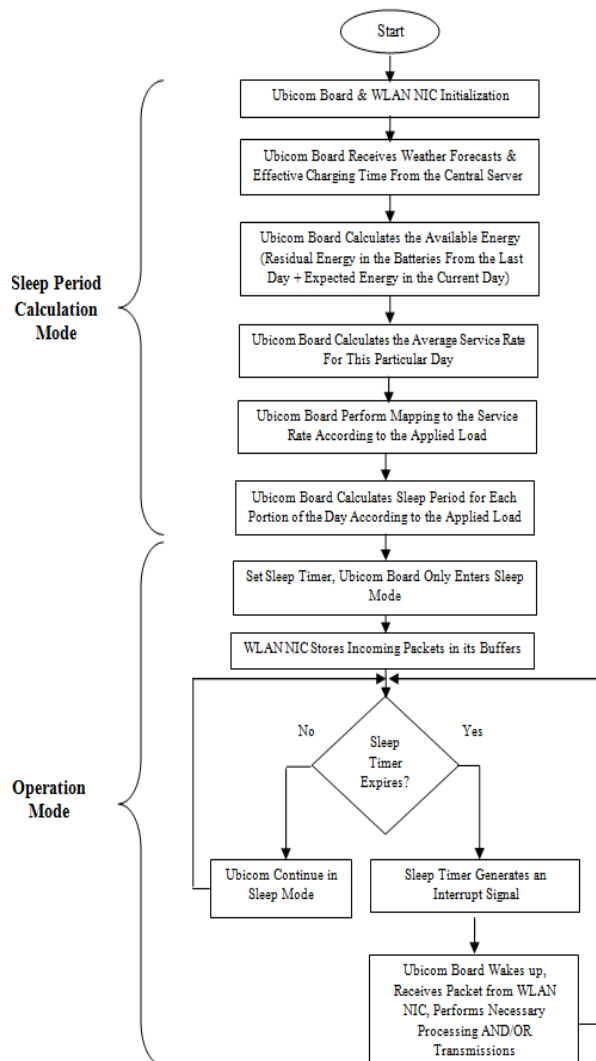 Start
Ubicom Board & WLAN NIC Initialization
Ubicom Board Receives Weather Forecasts &
Effective Charging Time From the Central Server
Ubicom Board Calculates the Available Energy
(Residual Energy in the Batteries From the Last
Day + Expected Energy in the Current Day)
Sleep Period
Calculation
Mode
Ubicom Board Calculates the Average Service Rate
For This Particular Day
Ubicom Board Perform Mapping to the Service
Rate According to the Applied Load
Ubicom Board Calculates Sleep Period for Each
Portion of the Day According to the Applied Load
Set Sleep Timer, Ubicom Board Only Enters Sleep
Mode
WLAN NIC Stores Incoming Packets in its Buffers
No
Yes
Sleep
Timer
Expires?
Operation
Mode
Ubicom Continue in
Sleep Mode
Sleep Timer Generates an
Interrupt Signal
Ubicom Board Wakes up,
Receives Packet from WLAN
NIC, Performs Necessary
Processing AND/OR
Transmissions